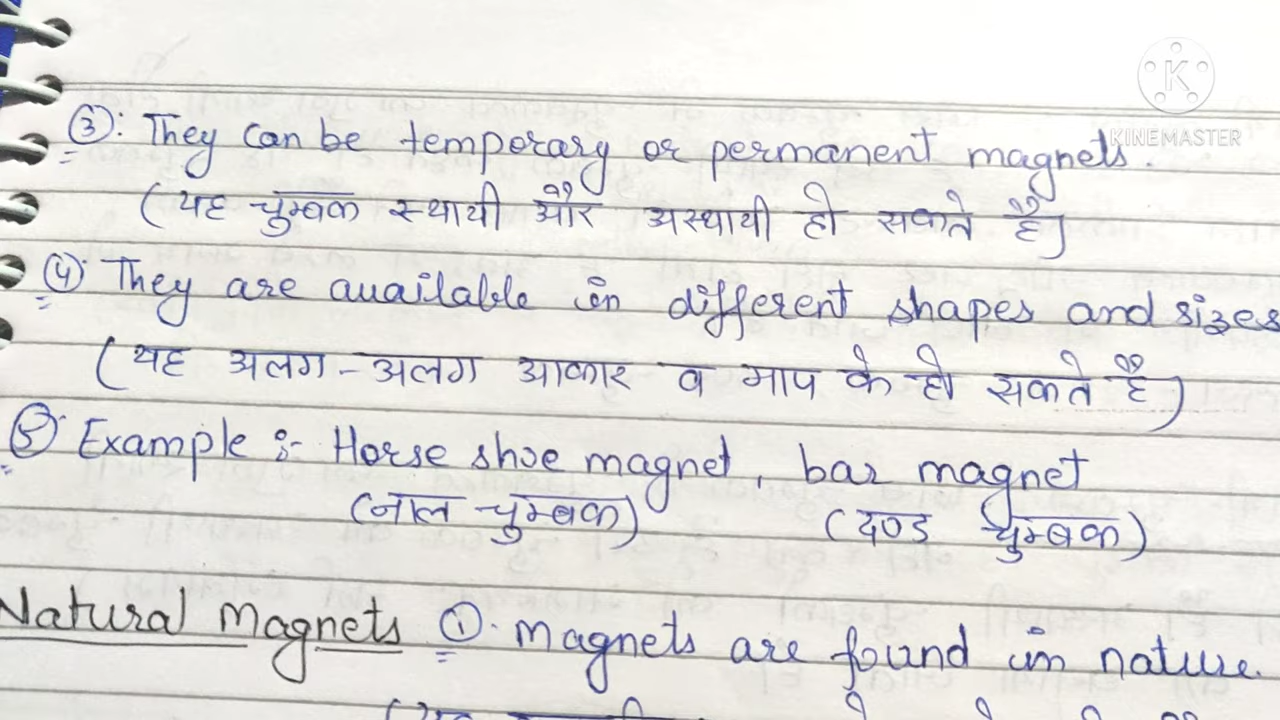 KINEMASTER
③: They can be temporary or permanent magnets.
(यह चुम्बक स्थायी और अस्थायी हो सकते है)
④ They are available in different shapes and sizes
(यह अलग-अलग आकार व माप के हो सकते है)
⑤ Example :- Horse shoe magnet, bar magnet
(नाल चुम्बक) (दण्ड चुम्बक)
Natural Magnets ①. Magnets are found in nature.